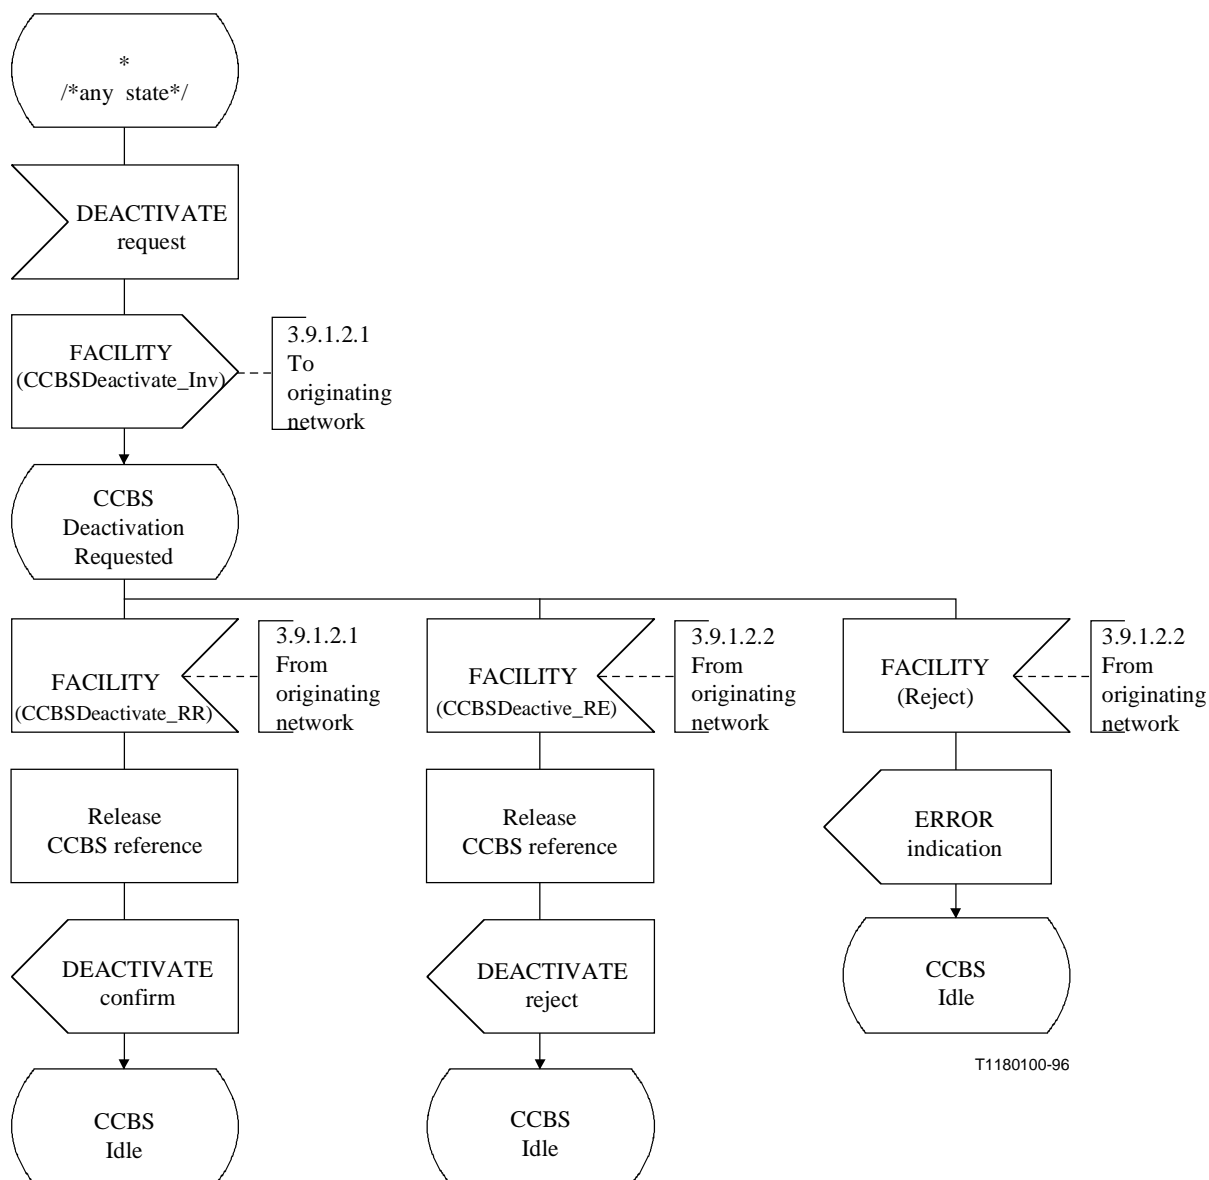 *
/*any state*/
DEACTIVATE
request
FACILITY
(CCBSDeactivate_Inv)
3.9.1.2.1
To
originating
network
CCBS
Deactivation
Requested
FACILITY
(CCBSDeactivate_RR)
3.9.1.2.1
From
originating
network
FACILITY
(CCBSDeactive_RE)
3.9.1.2.2
From
originating
network
FACILITY
(Reject)
3.9.1.2.2
From
originating
network
Release
CCBS reference
Release
CCBS reference
ERROR
indication
DEACTIVATE
confirm
DEACTIVATE
reject
CCBS
Idle
T1180100-96
CCBS
Idle
CCBS
Idle